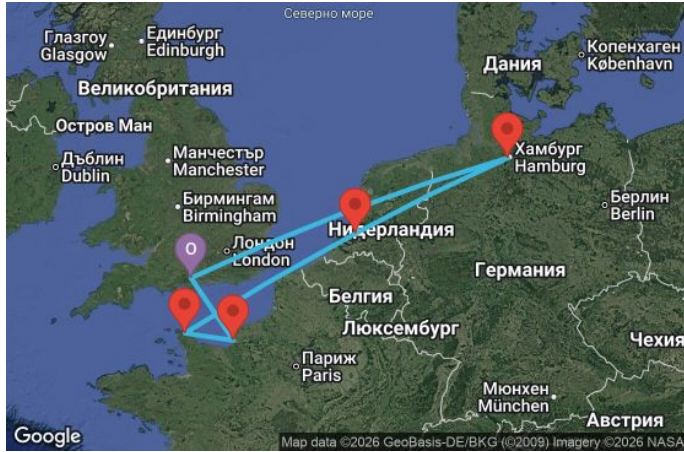 Северно море
Глазгоу
Glasgow
Единбург
Edinburgh
Копенхаген
København
Дания
Великобритания
Остров Ман
Дъблин
Dublin
Манчестър
Manchester
Хамбург
Hamburg
Бирмингам
Birmingham
Берлин
Berlin
O
Лондон
London
Нидерландия
Германия
Белгия
Люксембург
Чехия
Париж
Paris
Мюнхен
München
Австрия
Google
Map data ©2026 GeoBasis-DE/BKG (©2009) Imagery ©2026 NASA